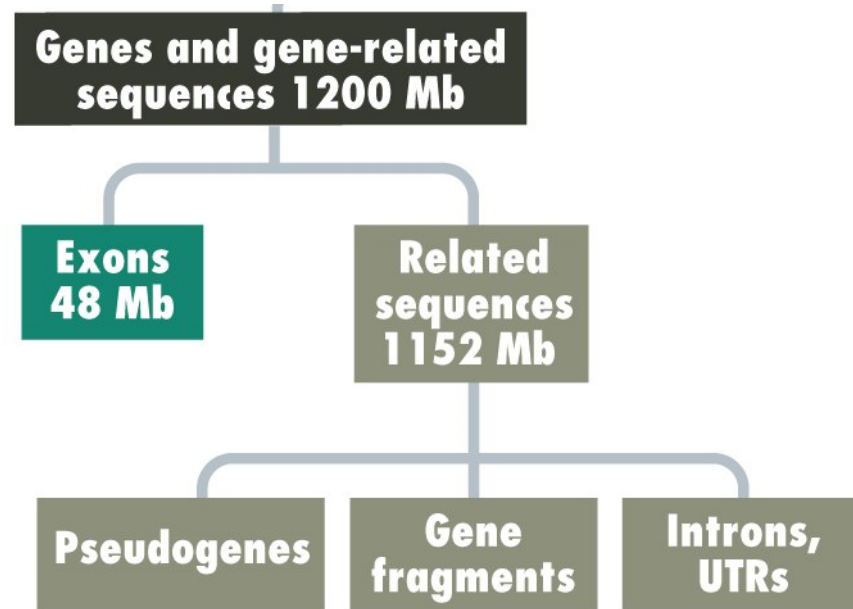 Genes and gene-related
sequences 1200 Mb
Exons
48 Mb
Related
sequences
1152 Mb
Pseudogenes
Gene
fragments
Introns,
UTRs